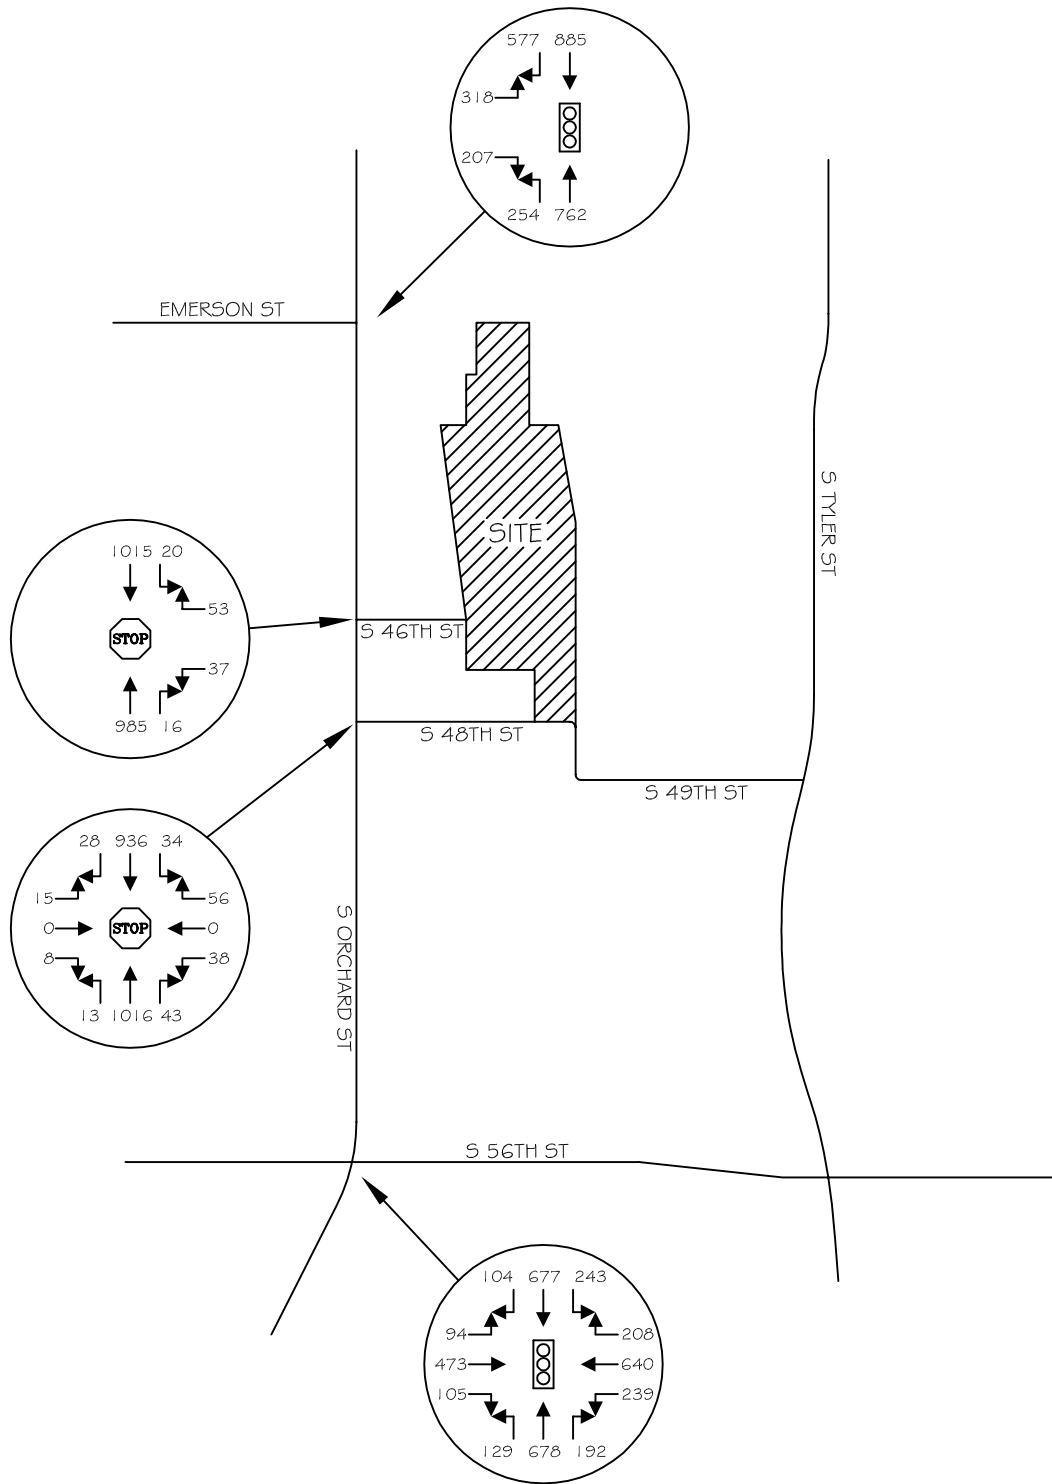 577 885
318
207
254 762
EMERSON ST
SITE
S TYLER ST
1015 20
53
STOP
37
985 16
S 46TH ST
S 48TH ST
S 49TH ST
28 936 34
15 56
0 STOP 0
8 38
13 1016 43
S ORCHARD ST
S 56TH ST
104 677 243
94 208
473 640
105 239
129 678 192